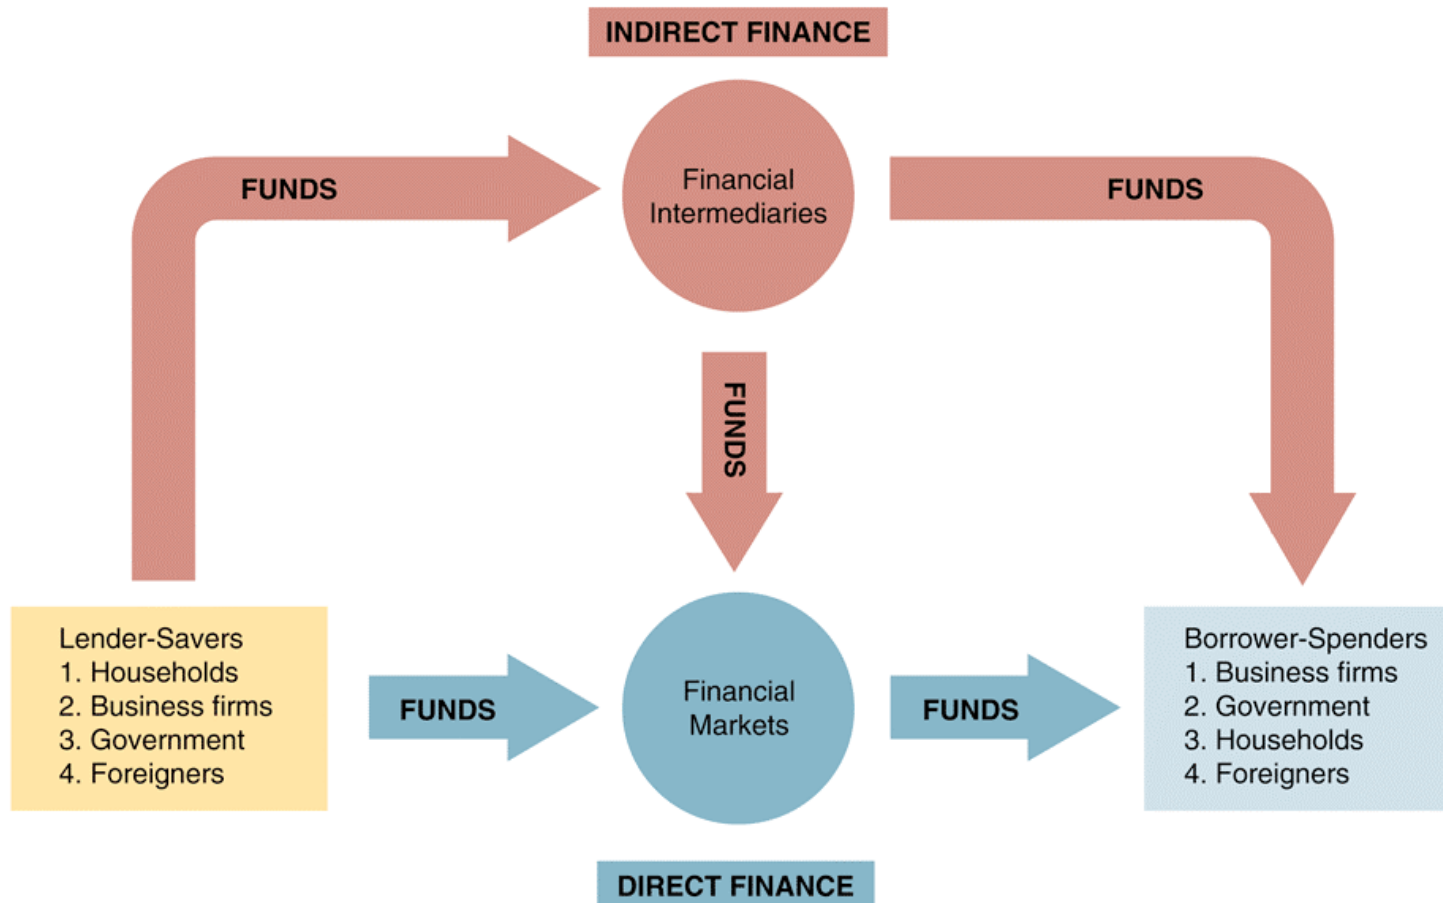 INDIRECT FINANCE
Financial
Intermediaries
FUNDS
FUNDS
FUNDS
Lender-Savers
1. Households
2. Business firms
3. Government
4. Foreigners
FUNDS
Financial
Markets
FUNDS
Borrower-Spenders
1. Business firms
2. Government
3. Households
4. Foreigners
DIRECT FINANCE